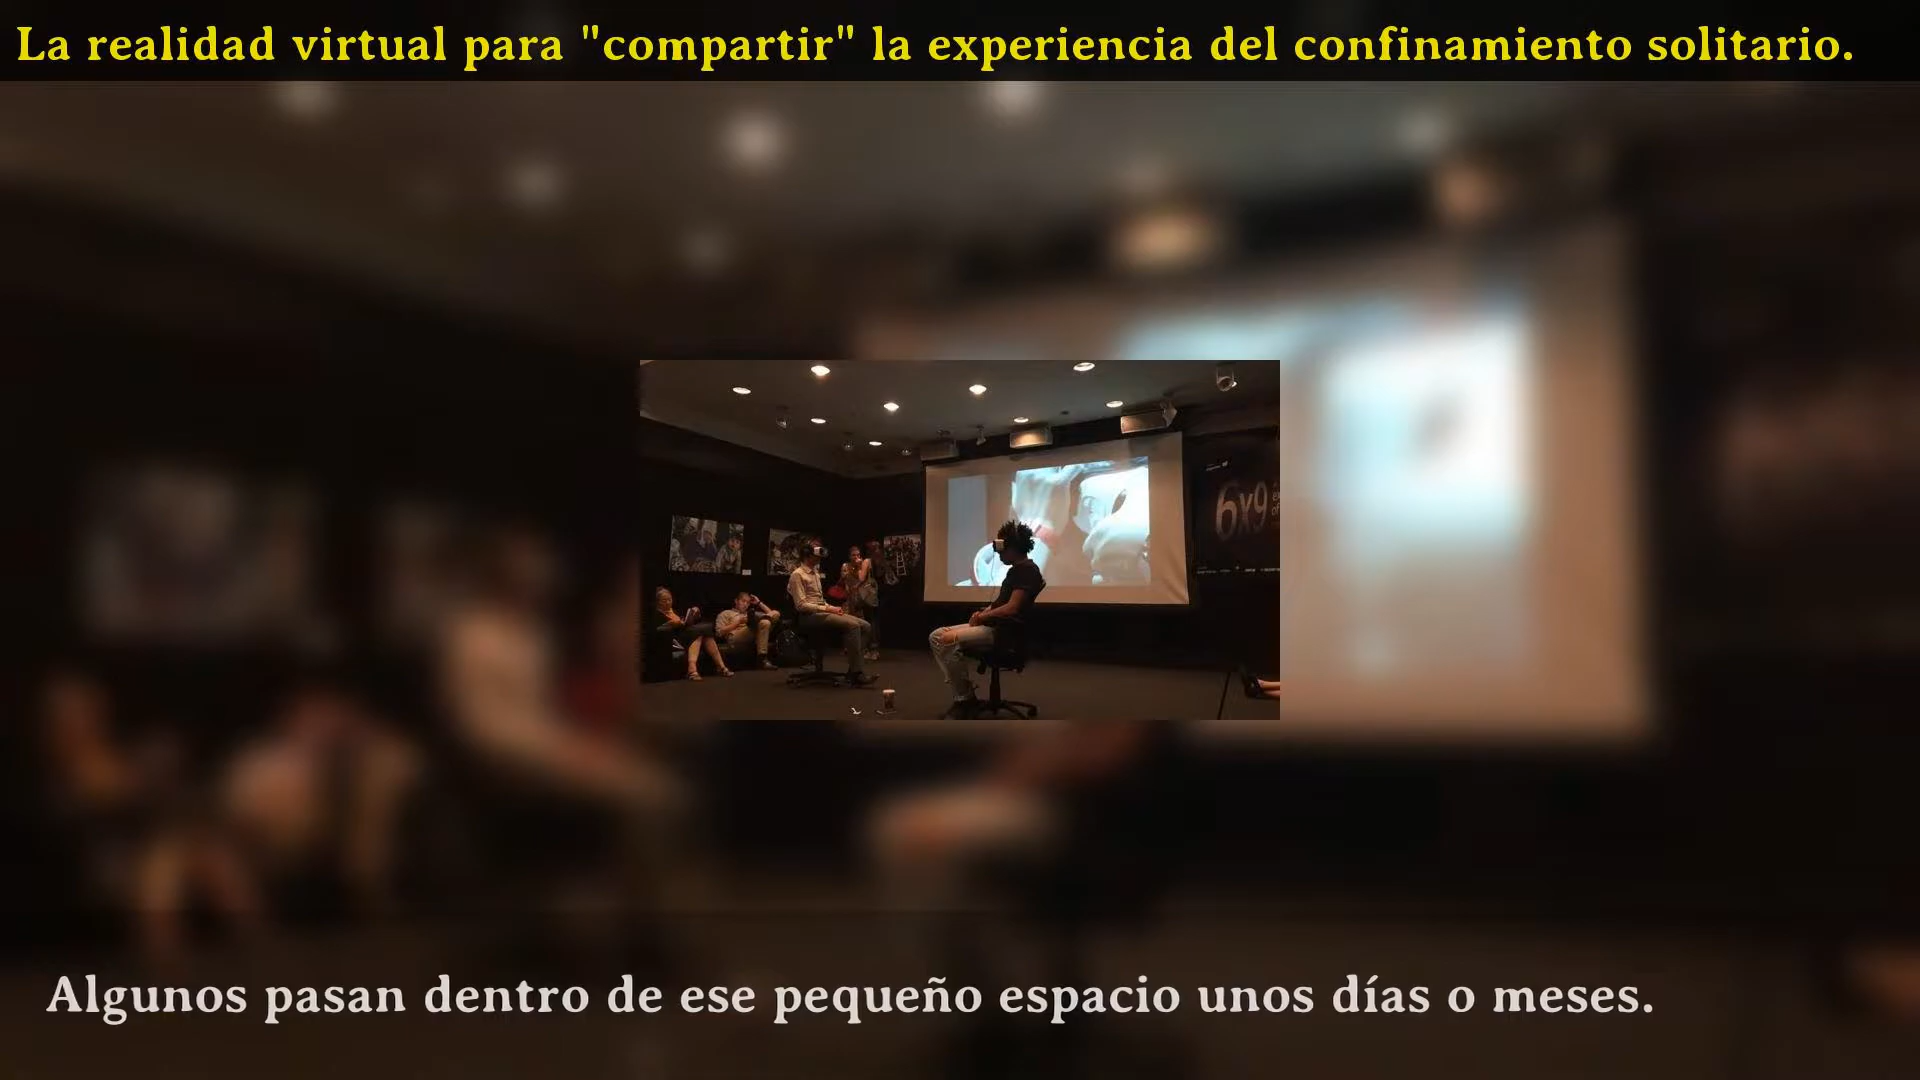 La realidad virtual para "compartir" la experiencia del confinamiento solitario.
6x9
Algunos pasan dentro de ese pequeño espacio unos días o meses.